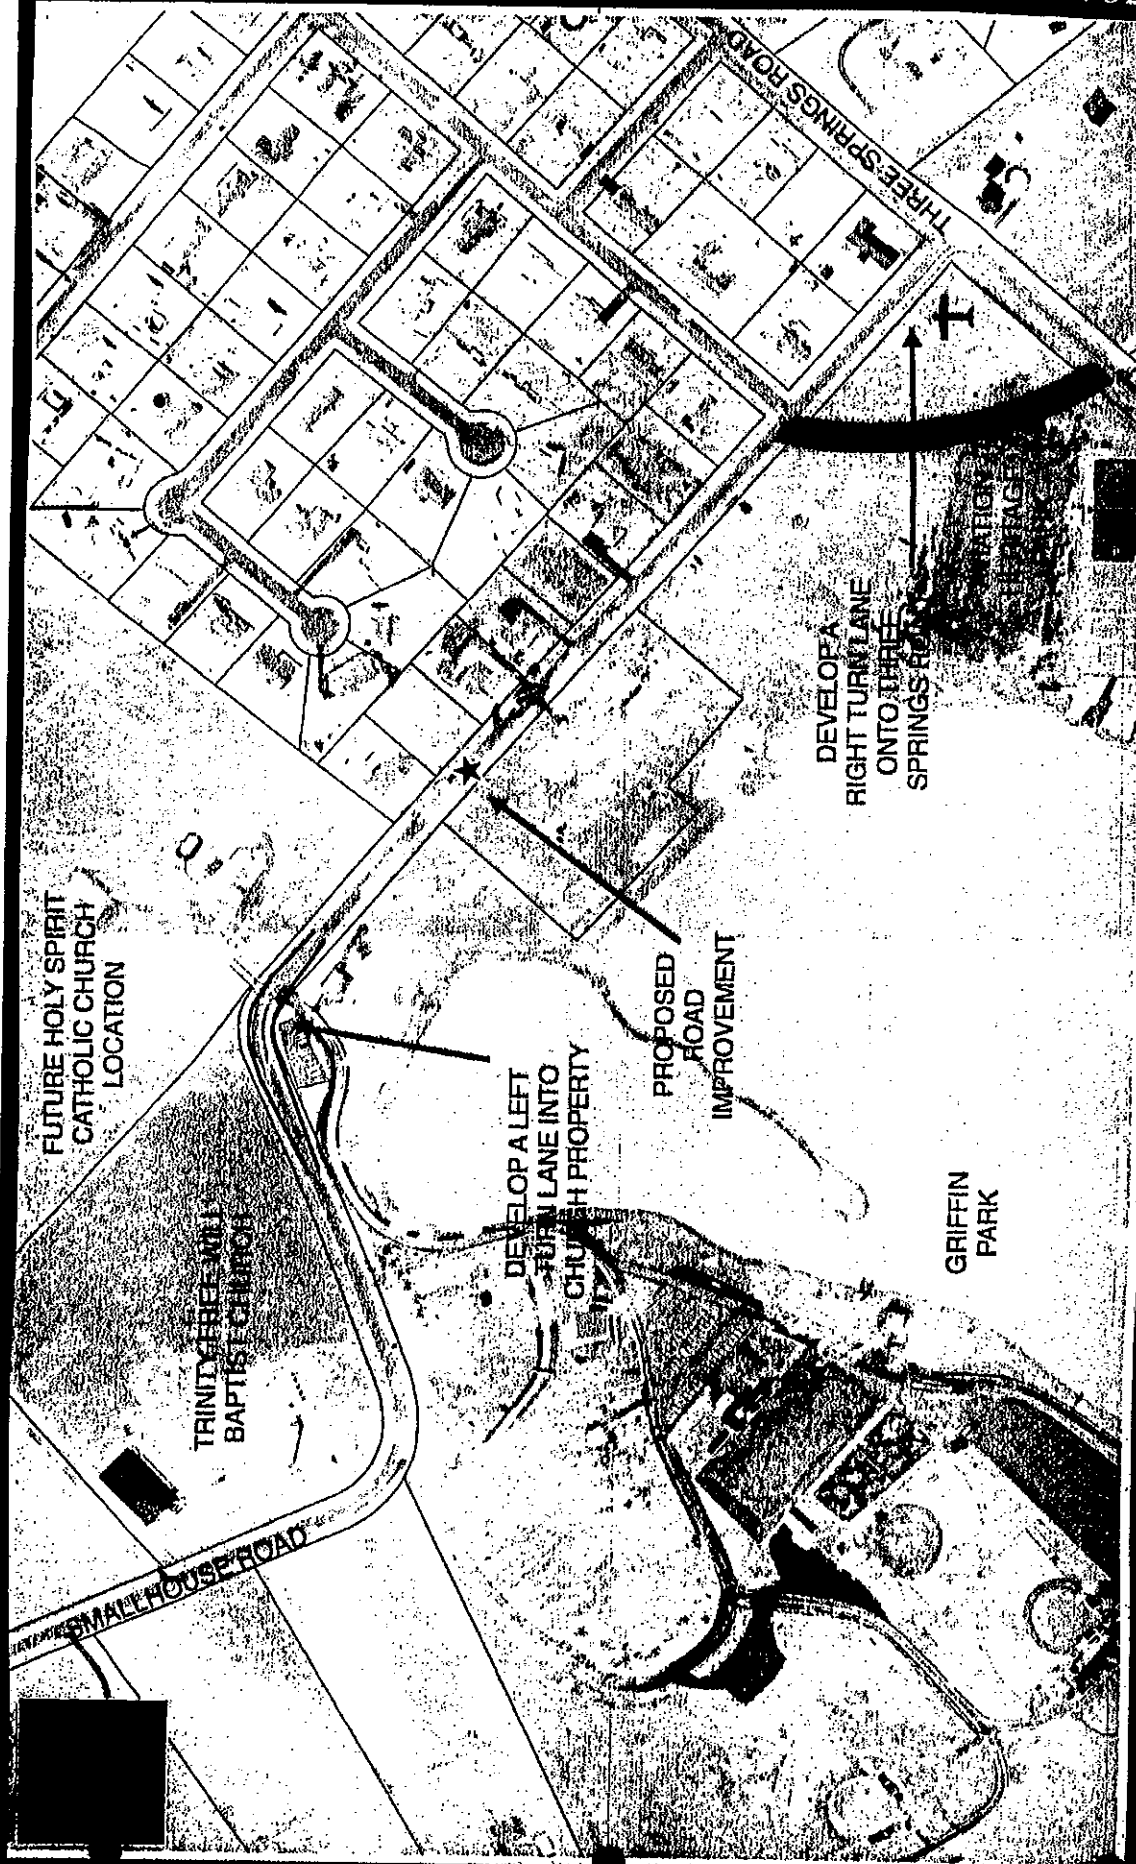 FUTURE HOLY SPIRIT
CATHOLIC CHURCH
LOCATION
TRINITY FREE WILL
BAPTIST CHURCH
SMALLHOUSE ROAD
DEVELOP A LEFT
TURN LANE INTO
CHURCH PROPERTY
PROPOSED
ROAD
IMPROVEMENT
THREE SPRINGS ROAD
DEVELOP A
RIGHT TURN LANE
ONTO THREE
SPRINGS ROAD
GRIFFIN
PARK